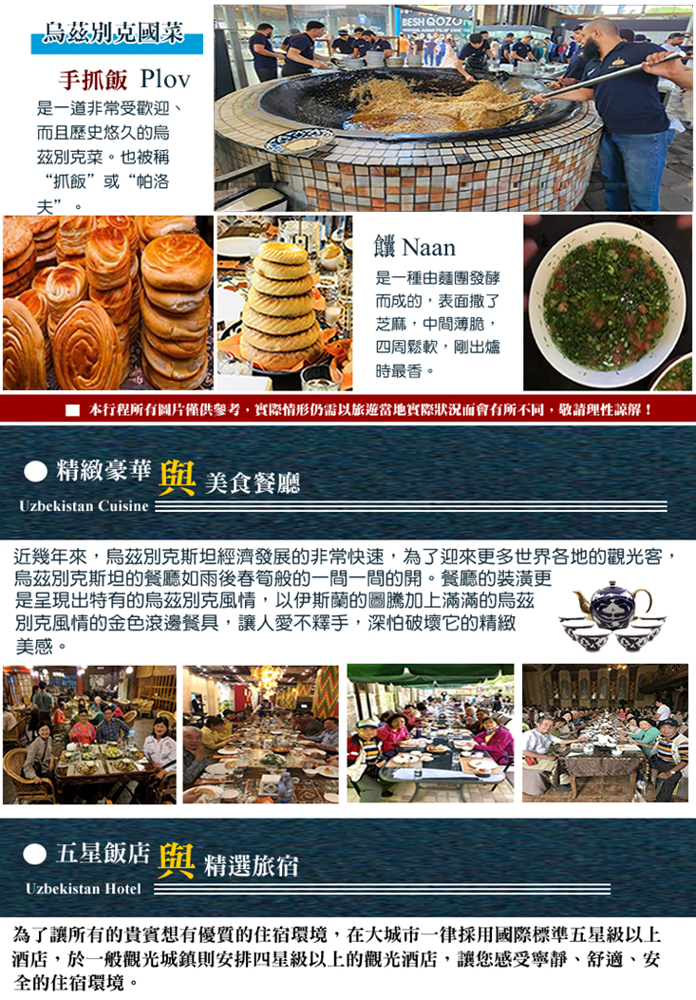 烏茲別克國菜
BESH QOZON
手抓飯 Plov
是一道非常受歡迎、
而且歷史悠久的烏
茲別克菜。也被稱
“抓飯”或“帕洛
夫”。
饢 Naan
是一種由麵團發酵
而成的，表面撒了
芝麻，中間薄脆，
四周鬆軟，剛出爐
時最香。
■ 本行程所有圖片僅供參考，實際情形仍需以旅遊當地實際狀況而會有所不同，敬請理性諒解！
● 精緻豪華 與 美食餐廳
Uzbekistan Cuisine
近幾年來，烏茲別克斯坦經濟發展的非常快速，為了迎來更多世界各地的觀光客，
烏茲別克斯坦的餐廳如雨後春筍般的一間一間的開。餐廳的裝潢更
是呈現出特有的烏茲別克風情，以伊斯蘭的圖騰加上滿滿的烏茲
別克風情的金色滾邊餐具，讓人愛不釋手，深怕破壞它的精緻
美感。
● 五星飯店 與 精選旅宿
Uzbekistan Hotel
為了讓所有的貴賓想有優質的住宿環境，在大城市一律採用國際標準五星級以上
酒店，於一般觀光城鎮則安排四星級以上的觀光酒店，讓您感受寧靜、舒適、安
全的住宿環境。